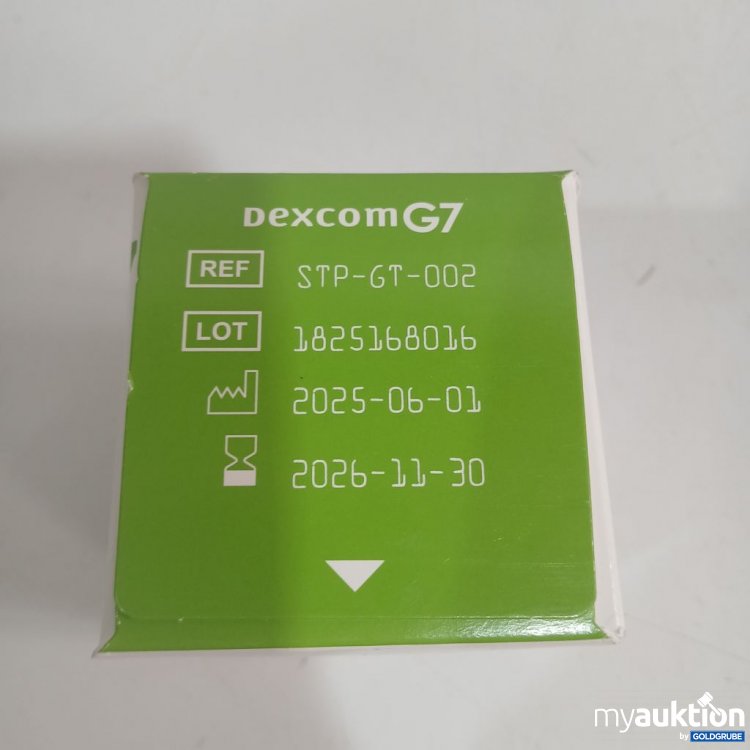 Dexcom G7
REF STP-GT-002
LOT 1825168016
2025-06-01
2026-11-30
myauktion
by GOLDGRUBE